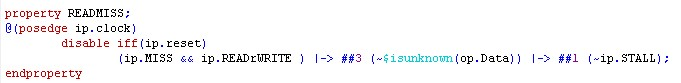 property READMISS;
@(posedge ip.clock)
disable iff(ip.reset)
(ip.MISS && ip.READrWRITE ) |-> ##3 (~$isunknown(op.Data)) |-> ##1 (~ip.STALL);
endproperty